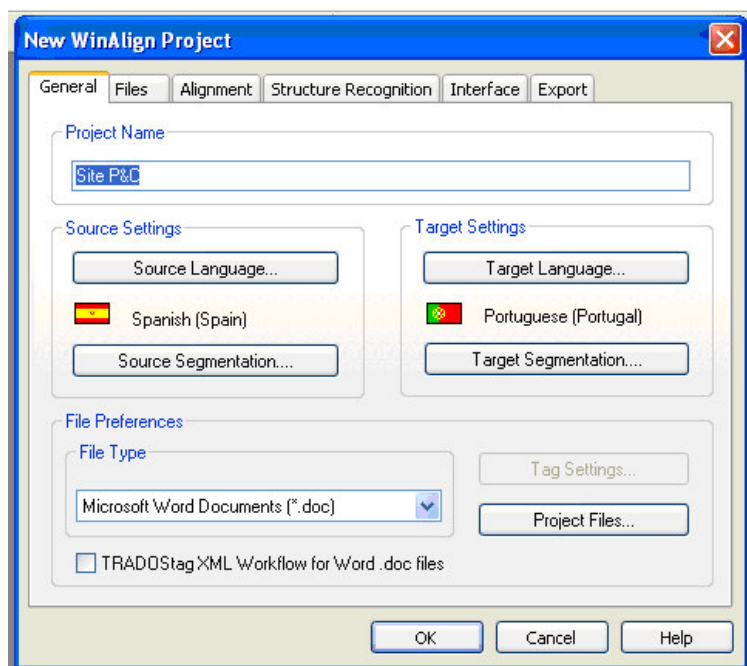 New WinAlign Project
General Files Alignment Structure Recognition Interface Export
Project Name
Site P&C
Source Settings Target Settings
Source Language... Target Language...
Spanish (Spain) Portuguese (Portugal)
Source Segmentation.... Target Segmentation....
File Preferences
File Type
Tag Settings...
Microsoft Word Documents (*.doc)
Project Files...
TRADOStag XML Workflow for Word .doc files
OK Cancel Help